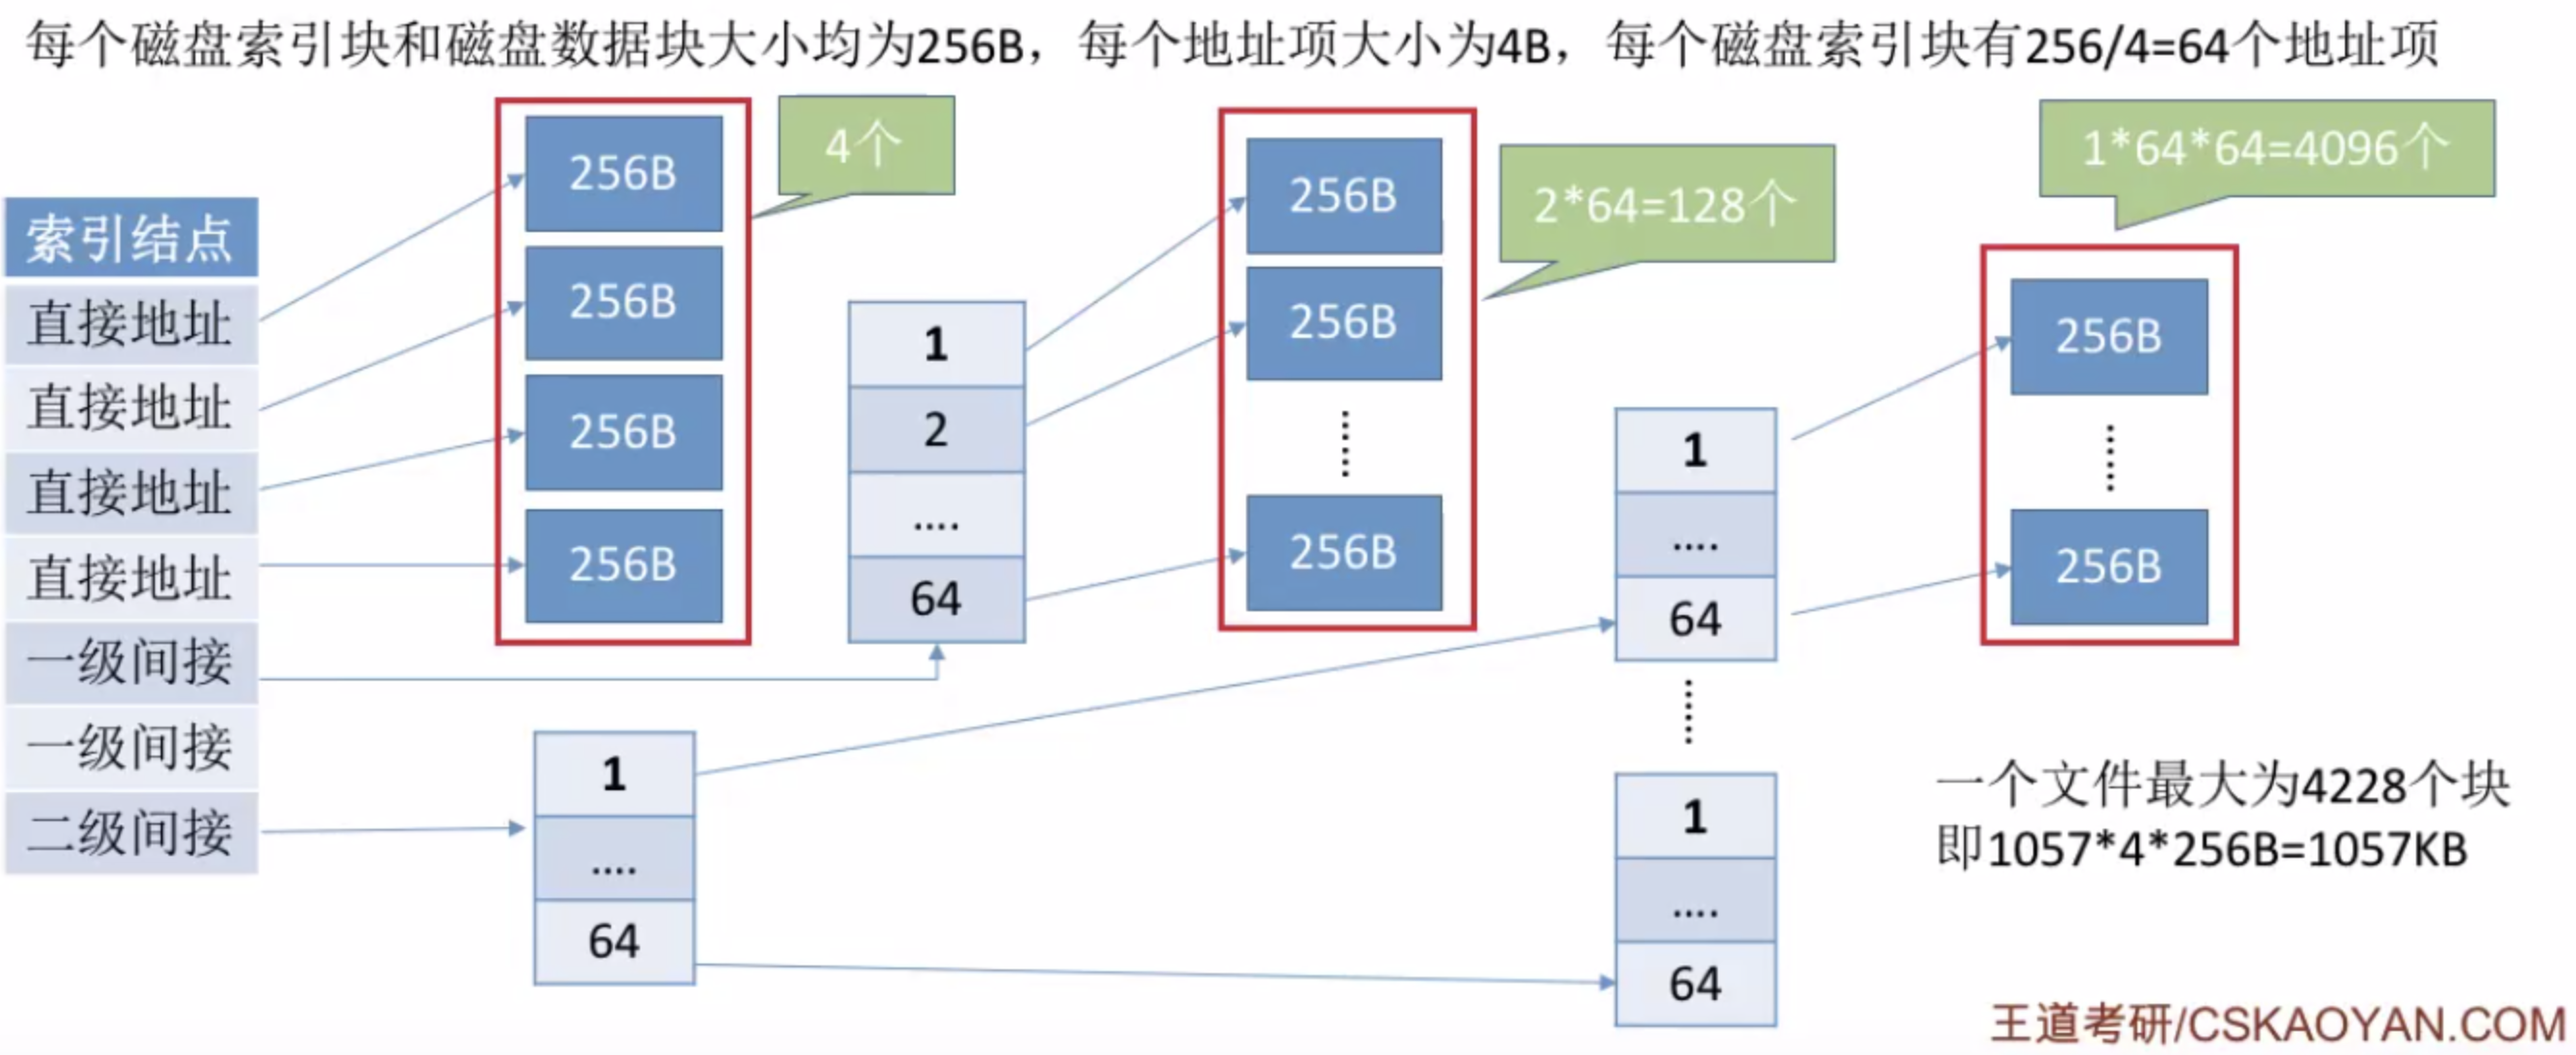 每个磁盘索引块和磁盘数据块大小均为256B，每个地址项大小为4B，每个磁盘索引块有256/4=64个地址项
索引结点
直接地址
直接地址
直接地址
直接地址
一级间接
一级间接
二级间接
256B
256B
256B
256B
4个
1
2
....
64
256B
256B
256B
2*64=128个
1
....
64
1
....
64
1
....
64
256B
256B
1*64*64=4096个
一个文件最大为4228个块
即1057*4*256B=1057KB
王道考研/CSKAOYAN.COM